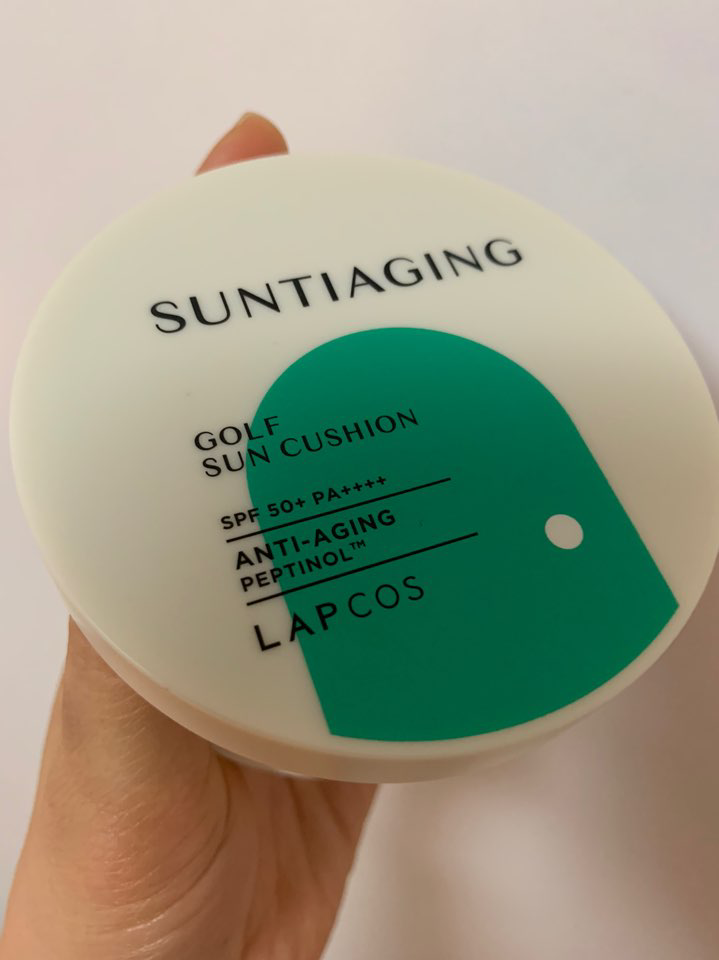 SUNTIAGING
GOLF
SUN CUSHION
SPF 50+ PA++++
ANTI-AGING
PEPTINOL™
LAPCOS